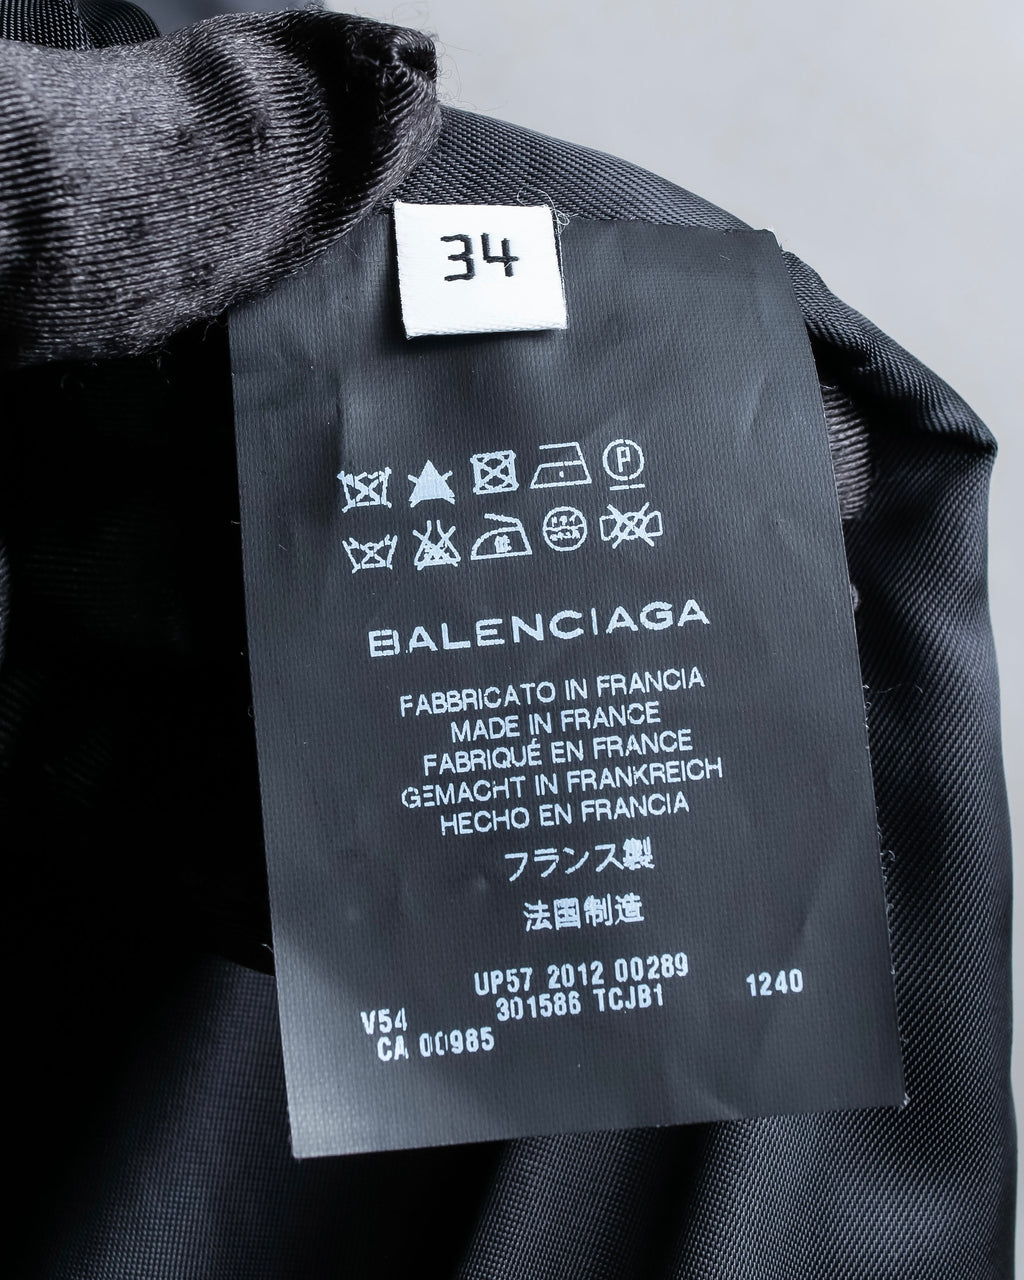 34
P
BALENCIAGA
FABBRICATO IN FRANCIA
MADE IN FRANCE
FABRIQUÉ EN FRANCE
GEMACHT IN FRANKREICH
HECHO EN FRANCIA
フランス製
法国制造
UP57 2012 00289
301586 TCJB1 1240
V54
CA 00985